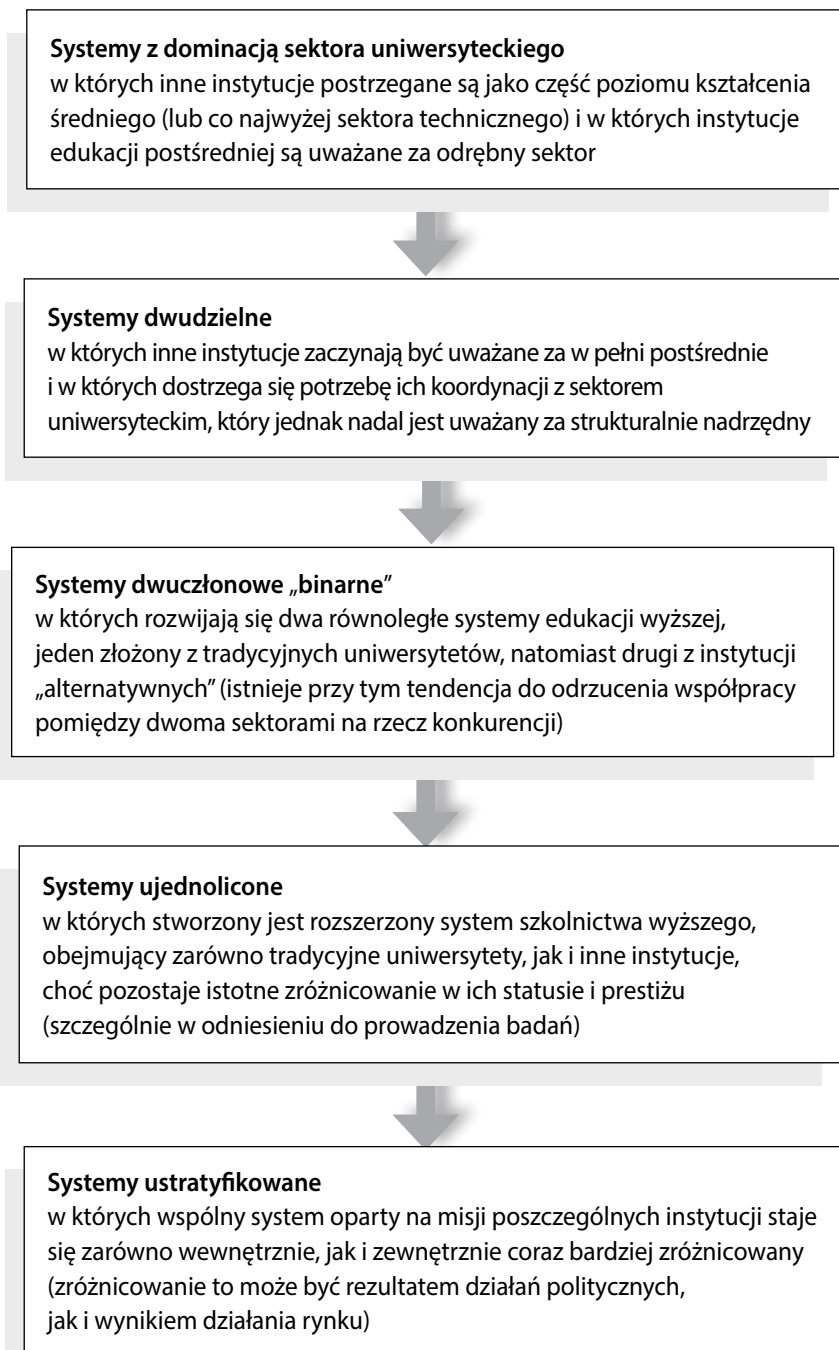 Systemy z dominacją sektora uniwersyteckiego
w których inne instytucje postrzegane są jako część poziomu kształcenia
średniego (lub co najwyżej sektora technicznego) i w których instytucje
edukacji postśredniej są uważane za odrębny sektor
Systemy dwudzielne
w których inne instytucje zaczynają być uważane za w pełni postśrednie
i w których dostrzega się potrzebę ich koordynacji z sektorem
uniwersyteckim, który jednak nadal jest uważany za strukturalnie nadrzędny
Systemy dwuczłonowe „binarne”
w których rozwijają się dwa równoległe systemy edukacji wyższej,
jeden złożony z tradycyjnych uniwersytetów, natomiast drugi z instytucji
„alternatywnych” (istnieje przy tym tendencja do odrzucenia współpracy
pomiędzy dwoma sektorami na rzecz konkurencji)
Systemy ujednolicone
w których stworzony jest rozszerzony system szkolnictwa wyższego,
obejmujący zarówno tradycyjne uniwersytety, jak i inne instytucje,
choć pozostaje istotne zróżnicowanie w ich statusie i prestiżu
(szczególnie w odniesieniu do prowadzenia badań)
Systemy ustratyfikowane
w których wspólny system oparty na misji poszczególnych instytucji staje
się zarówno wewnętrznie, jak i zewnętrznie coraz bardziej zróżnicowany
(zróżnicowanie to może być rezultatem działań politycznych,
jak i wynikiem działania rynku)